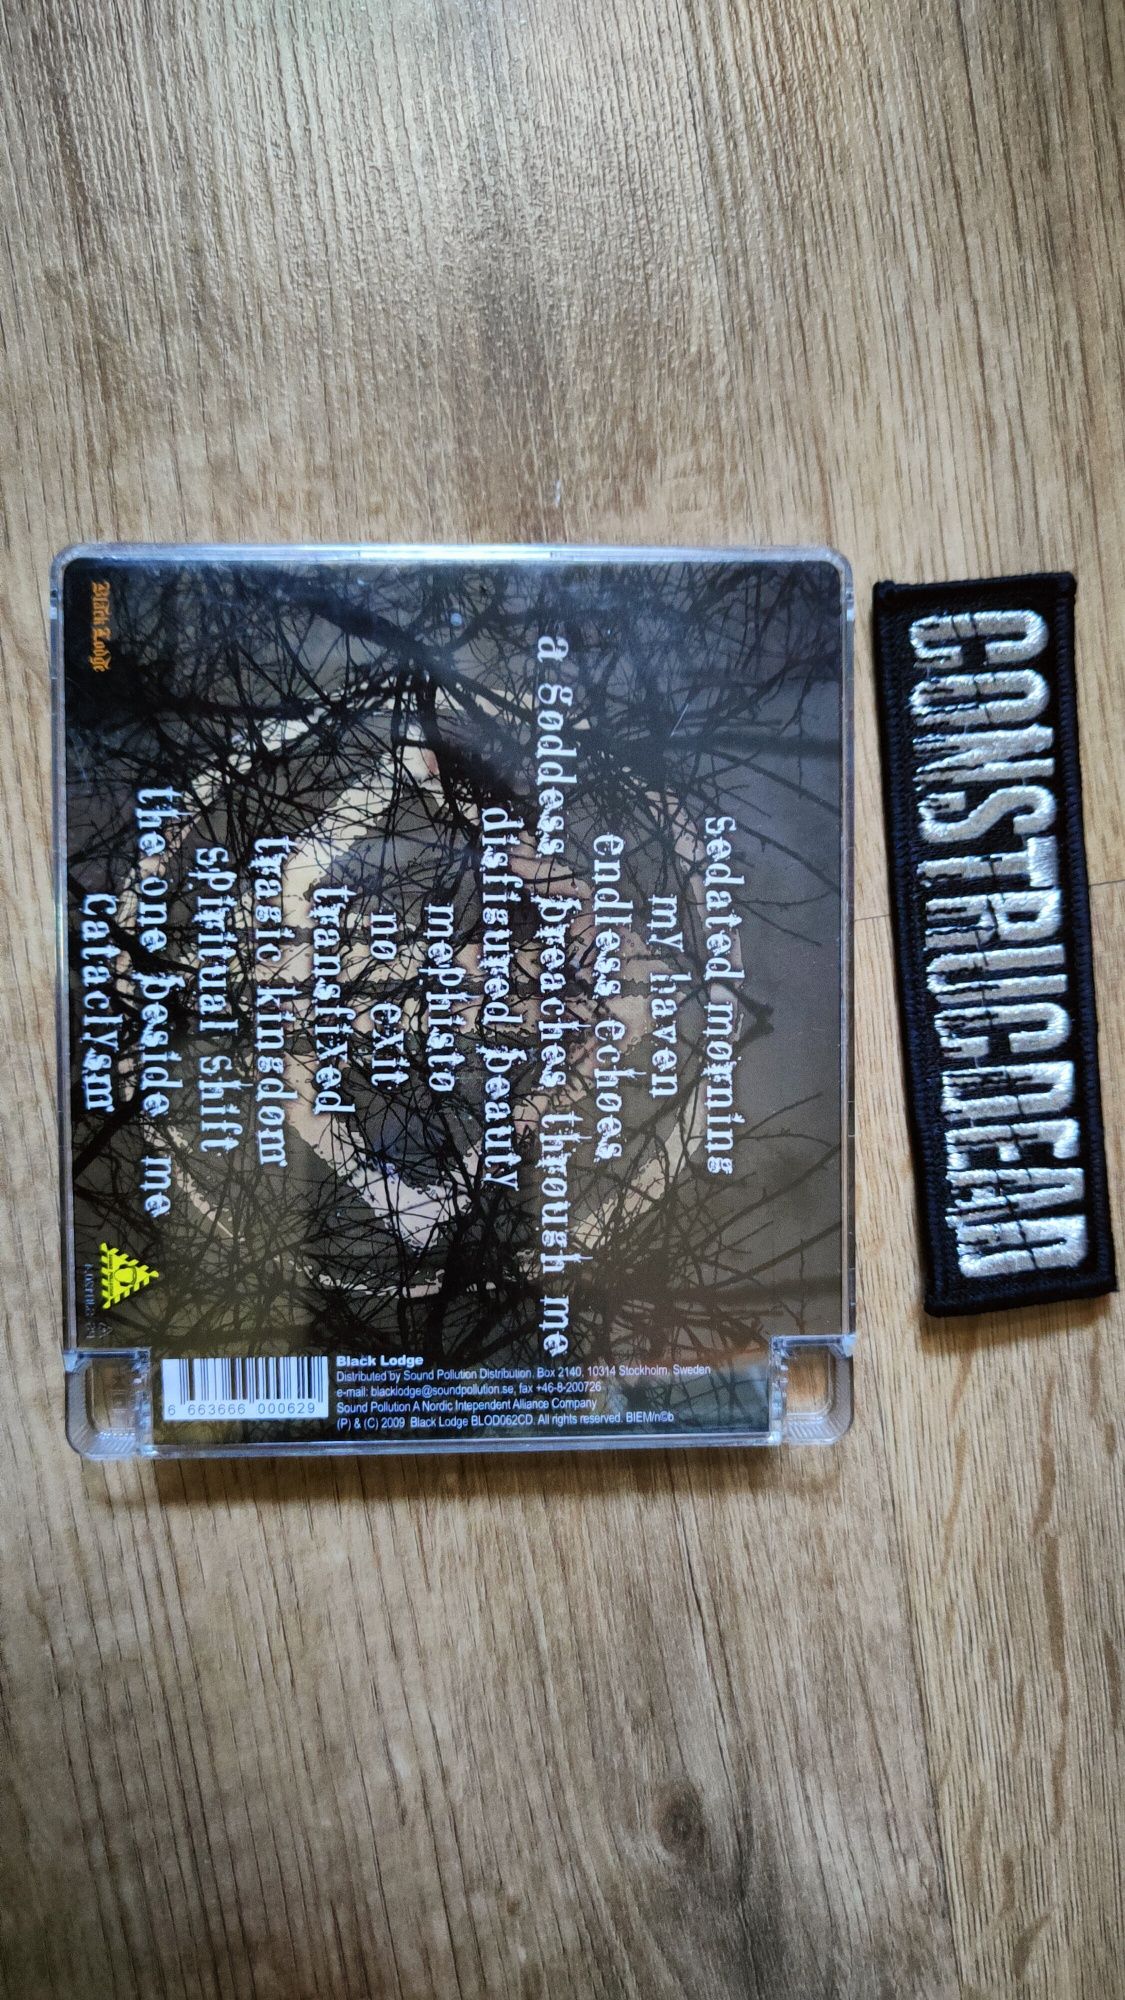 CONSTRUCDEAD
sedated morning
my haven
endless echoes
a goddess preaches through me
disfigured beauty
mephisto
no exit
transfixed
tragic kingdom
spiritual shift
the one beside me
cataclysm
Black Lodge
Black Lodge
Distributed by Sound Pollution Distribution, Box 2140, 10314 Stockholm, Sweden
e-mail: blacklodge@soundpollution.se, fax +46-8-200726
Sound Pollution A Nordic Intependent Alliance Company
(P) & (C) 2009 Black Lodge BLOD062CD. All rights reserved. BIEM/n©b
6 663666 000629